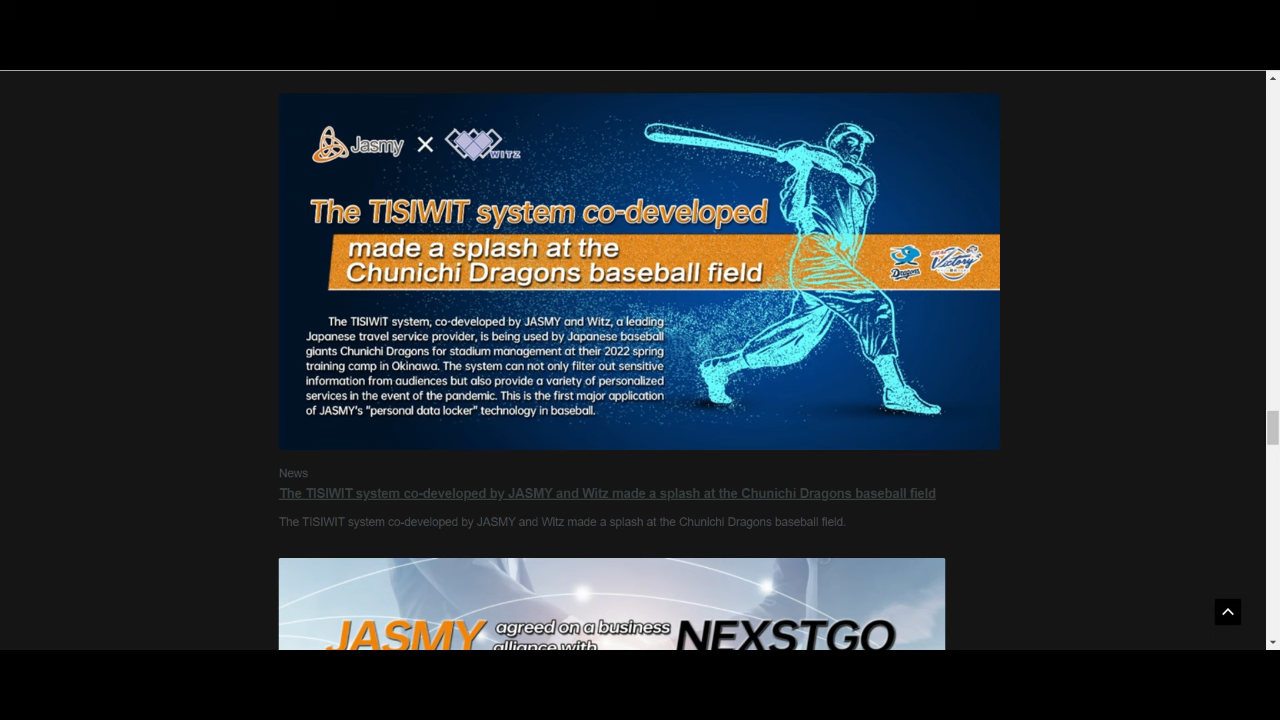 Jasmy × WITZ
The TISIWIT system co-developed
made a splash at the
Chunichi Dragons baseball field
Dragons Victory
The TISIWIT system, co-developed by JASMY and Witz, a leading
Japanese travel service provider, is being used by Japanese baseball
giants Chunichi Dragons for stadium management at their 2022 spring
training camp in Okinawa. The system can not only filter out sensitive
information from audiences but also provide a variety of personalized
services in the event of the pandemic. This is the first major application
of JASMY's "personal data locker" technology in baseball.
News
The TISIWIT system co-developed by JASMY and Witz made a splash at the Chunichi Dragons baseball field
The TISIWIT system co-developed by JASMY and Witz made a splash at the Chunichi Dragons baseball field.
JASMY agreed on a business NEXSTGO
alliance with